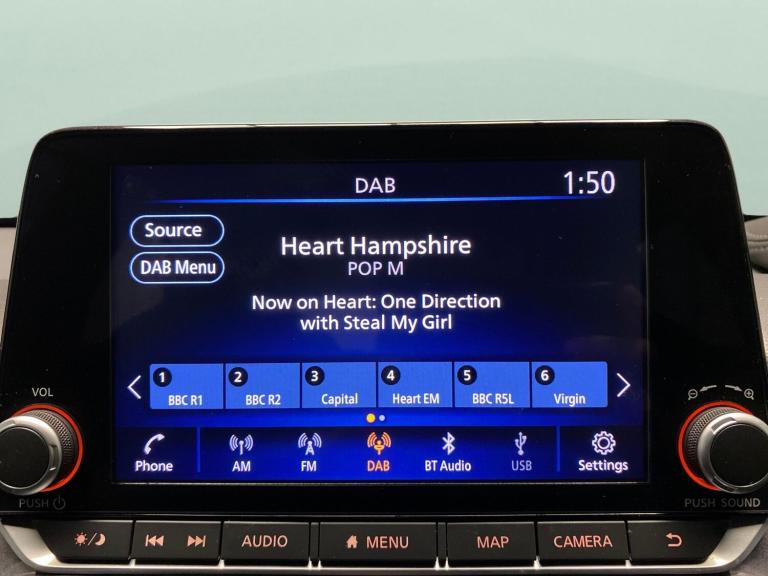 DAB
1:50
Source
DAB Menu
Heart Hampshire
POP M
Now on Heart: One Direction
with Steal My Girl
1 2 3 4 5 6
BBC R1 BBC R2 Capital Heart EM BBC R5L Virgin
Phone AM FM DAB BT Audio USB Settings
VOL
PUSH
PUSH SOUND
AUDIO MENU MAP CAMERA